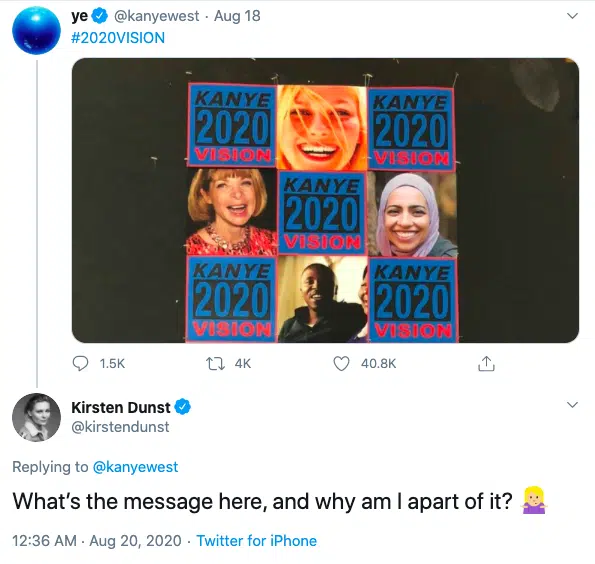 ye @kanyewest · Aug 18
#2020VISION
KANYE KANYE
2020 2020
VISION VISION
KANYE
2020
VISION
KANYE KANYE
2020 2020
VISION VISION
1.5K 4K 40.8K
Kirsten Dunst
@kirstendunst
Replying to @kanyewest
What's the message here, and why am I apart of it? 🤷🏼‍♀️
12:36 AM · Aug 20, 2020 · Twitter for iPhone